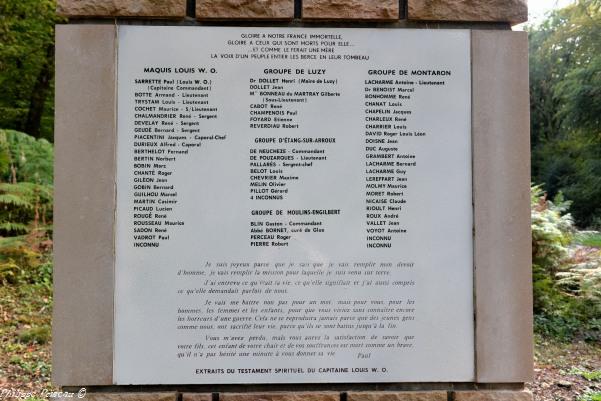 GLOIRE A NOTRE FRANCE IMMORTELLE,
GLOIRE A CEUX QUI SONT MORTS POUR ELLE...
...ET COMME LE FERAIT UNE MÈRE
LA VOIX D'UN PEUPLE ENTIER LES BERCE EN LEUR TOMBEAU
MAQUIS LOUIS W. O.
SARRETTE Paul (Louis W. O.)
(Capitaine Commandant)
BOTTE Armand - Lieutenant
TRYSTAM Louis - Lieutenant
COCHET Maurice - S/Lieutenant
CHALMANDRIER René - Sergent
DEVELAY René - Sergent
GEUDÉ Bernard - Sergent
PIACENTINI Jacques - Caporal-Chef
DURIEUX Alfred - Caporal
BERTHELOT Fernand
BERTIN Norbert
BOBIN Marc
CHANTÉ Roger
GILÉON Jean
GOBIN Bernard
GUILHOU Marcel
MARTIN Casimir
PICAUD Lucien
ROUGÉ René
ROUSSEAU Maurice
SADON René
VADROT Paul
INCONNU
GROUPE DE LUZY
Dr DOLLET Henri (Maire de Luzy)
DOLLET Jean
Mis BONNEAU du MARTRAY Gilberte
(Sous-Lieutenant)
CABOT René
CHAMPENOIS Paul
FOYARD Etienne
REVERDIAU Robert
GROUPE D'ÉTANG-SUR-ARROUX
DE NEUCHEZE - Commandant
DE POUZARQUES - Lieutenant
PALLARÈS - Sergent-chef
BELOT Louis
CHEVRIER Maxime
MELIN Olivier
PILLOT Gérard
4 INCONNUS
GROUPE DE MOULINS-ENGILBERT
BLIN Gaston - Commandant
Abbé BORNET, curé de Glux
PERCEAU Roger
PIERRE Robert
GROUPE DE MONTARON
LACHARME Antoine - Lieutenant
Dr BENOIST Marcel
BONHOMME René
CHANAT Louis
CHAPELIN Jacques
CHARLEUX René
CHARRIER Louis
DAVID Roger Louis Léon
DOISNE Jean
DUC Auguste
GRAMBERT Antoine
LACHARME Bernard
LACHARME Guy
LEREFFART Jean
MOLMY Maurice
MORET Robert
NICAISE Claude
RIOULT Henri
ROUX André
VALLET Jean
VOYOT Antoine
INCONNU
INCONNU
Je suis joyeux parce que je sais que je vais remplir mon devoir
d'homme, je vais remplir la mission pour laquelle je suis venu sur terre.
J'ai entrevu ce qu'était la vie, ce qu'elle signifiait et j'ai aussi compris
ce qu'elle demandait parfois de nous.
Je vais me battre non pas pour un mot, mais pour vous, pour les
hommes, les femmes et les enfants, pour que vous viviez sans connaître encore
les horreurs d'une guerre. Cela ne se reproduira jamais parce que des jeunes gens
comme nous, ont sacrifié leur vie, parce qu'ils se sont battus jusqu'à la fin.
Vous m'avez perdu, mais vous aurez la satisfaction de savoir que
votre fils, cet enfant de votre chair et de vos souffrances est mort comme un brave,
qu'il n'a pas hésité une minute à vous donner sa vie Paul
EXTRAITS DU TESTAMENT SPIRITUEL DU CAPITAINE LOUIS W. O.